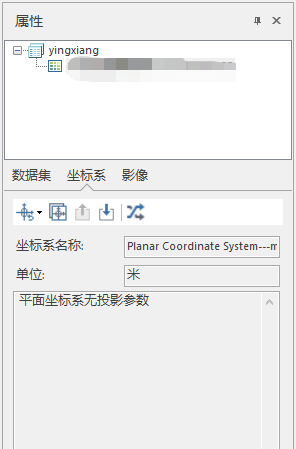 属性
yingxiang
数据集 坐标系 影像
坐标系名称: Planar Coordinate System---m
单位: 米
平面坐标系无投影参数